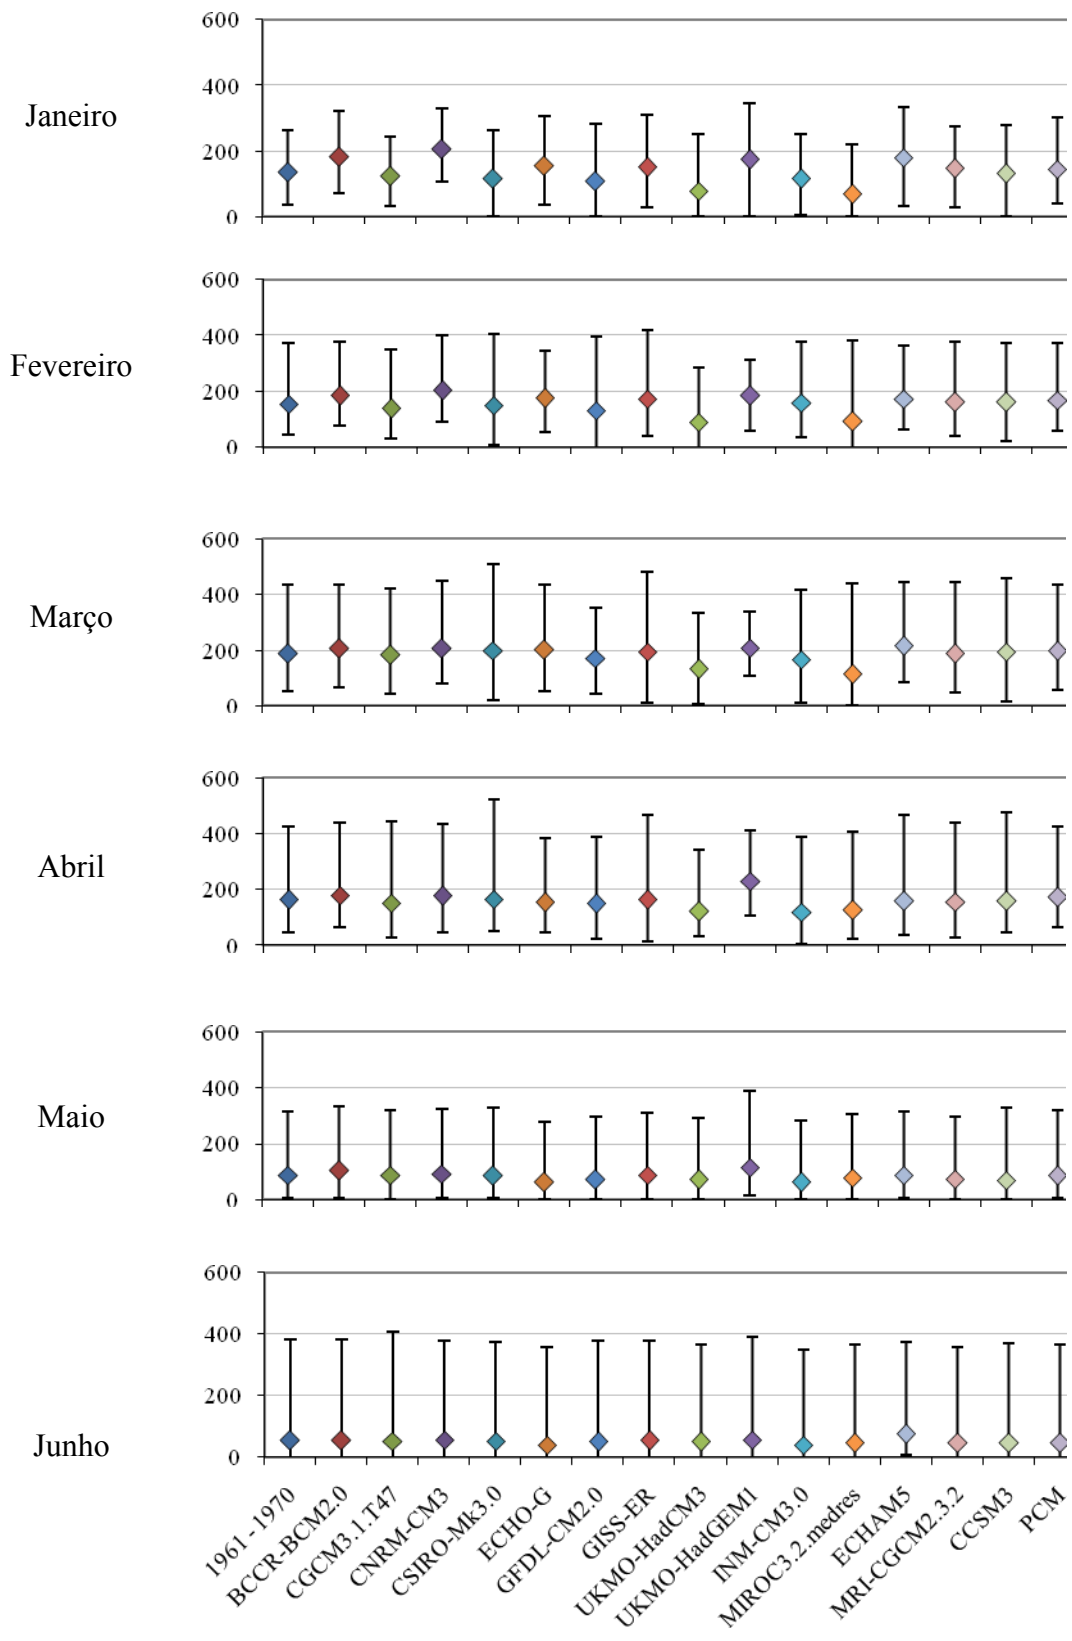 Janeiro
600
400
200
0
Fevereiro
600
400
200
0
Março
600
400
200
0
Abril
600
400
200
0
Maio
600
400
200
0
Junho
600
400
200
0
1961 - 1970
BCCR-BCM2.0
CGCM3.1.T47
CNRM-CM3
CSIRO-Mk3.0
ECHO-G
GFDL-CM2.0
GISS-ER
UKMO-HadCM3
UKMO-HadGEM1
INM-CM3.0
MIROC3.2.medres
ECHAM5
MRI-CGCM2.3.2
CCSM3
PCM